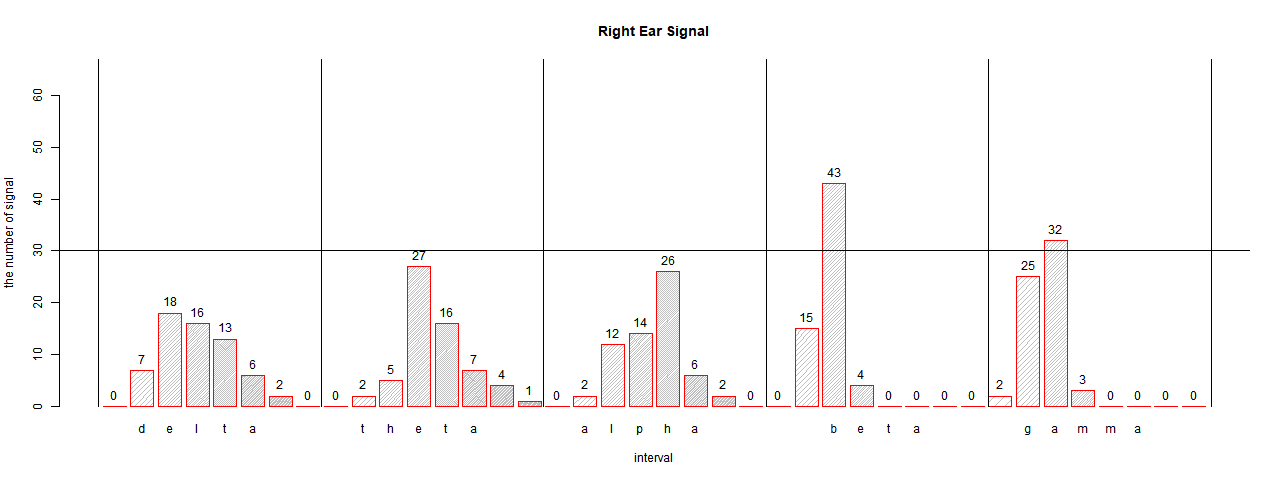 Right Ear Signal
the number of signal
60
50
40
30
20
10
0
0 7 18 16 13 6 2 0 0 2 5 27 16 7 4 1 0 2 12 14 26 6 2 0 0 15 43 4 0 0 0 0 2 25 32 3 0 0 0 0
d e l t a t h e t a a l p h a b e t a g a m m a
interval